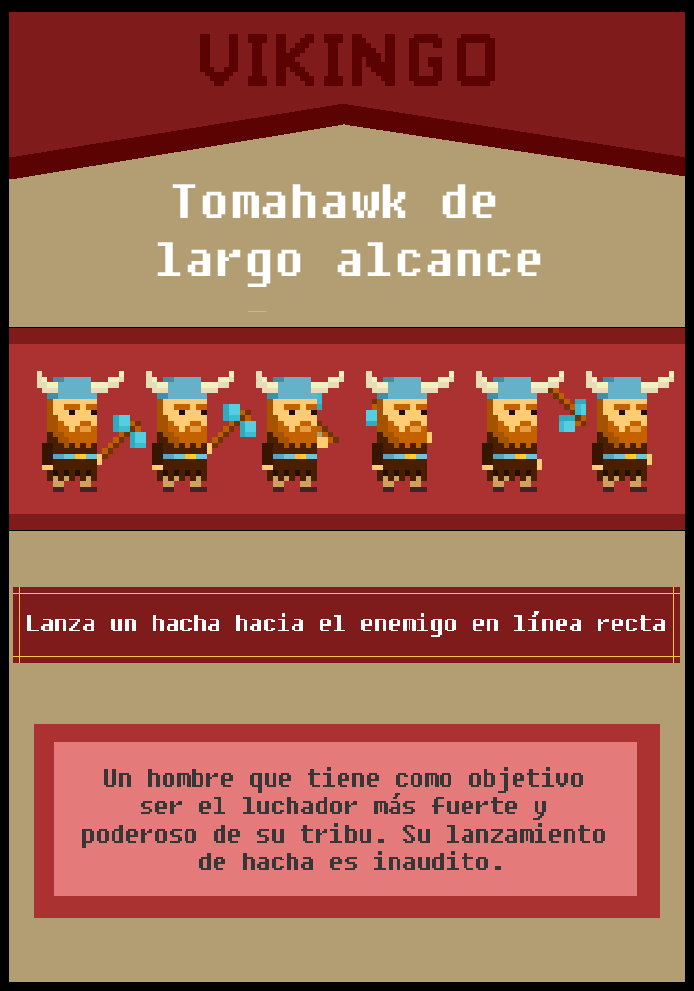 VIKINGO
Tomahawk de
largo alcance
Lanza un hacha hacia el enemigo en línea recta
Un hombre que tiene como objetivo
ser el luchador más fuerte y
poderoso de su tribu. Su lanzamiento
de hacha es inaudito.